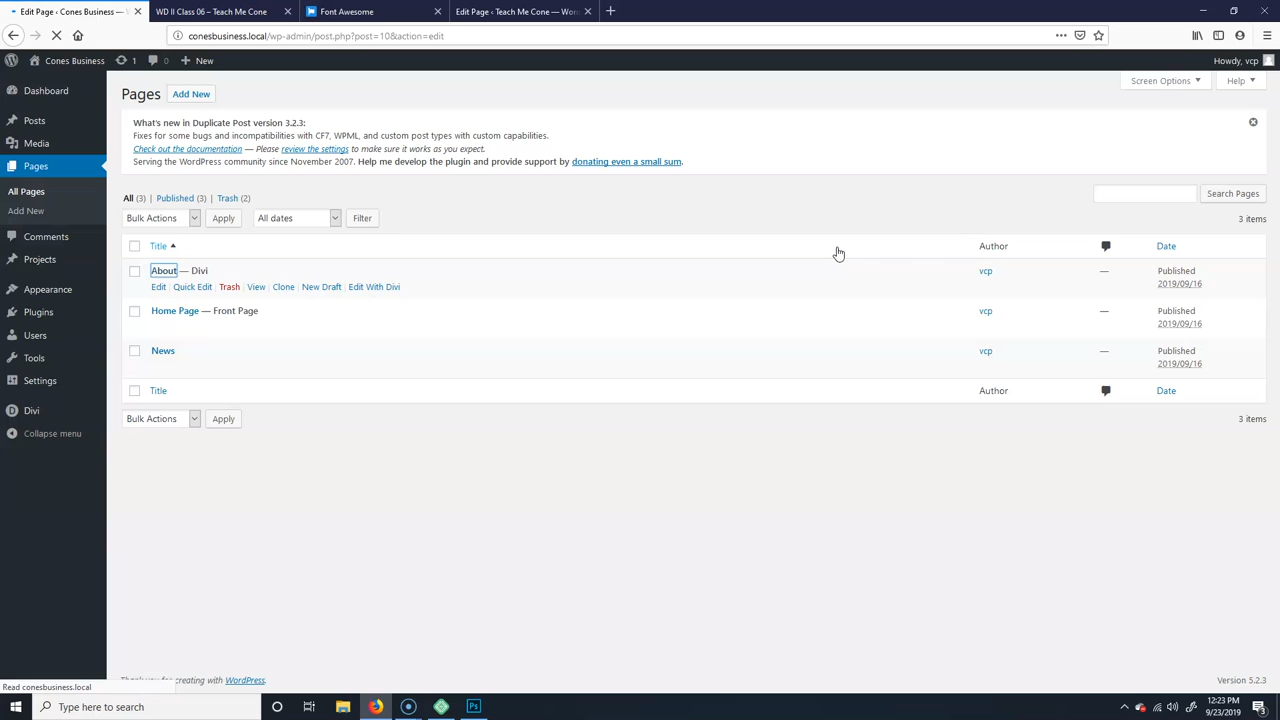 Edit Page ‹ Cones Business — W
WD II Class 06 – Teach Me Cone
Font Awesome
Edit Page ‹ Teach Me Cone — Wor
conesbusiness.local/wp-admin/post.php?post=10&action=edit
Cones Business
1
0
New
Howdy, vcp
Dashboard
Posts
Media
Pages
All Pages
Add New
Comments
Projects
Appearance
Plugins
Users
Tools
Settings
Divi
Collapse menu
Pages
Add New
Screen Options
Help
What's new in Duplicate Post version 3.2.3:
Fixes for some bugs and incompatibilities with CF7, WPML, and custom post types with custom capabilities.
Check out the documentation — Please review the settings to make sure it works as you expect.
Serving the WordPress community since November 2007. Help me develop the plugin and provide support by donating even a small sum.
All (3) | Published (3) | Trash (2)
Search Pages
Bulk Actions
Apply
All dates
Filter
3 items
Title
Author
Date
About — Divi
vcp
—
Published
2019/09/16
Edit | Quick Edit | Trash | View | Clone | New Draft | Edit With Divi
Home Page — Front Page
vcp
—
Published
2019/09/16
News
vcp
—
Published
2019/09/16
Title
Author
Date
Bulk Actions
Apply
3 items
Thank you for creating with WordPress.
Version 5.2.3
Read conesbusiness.local
Type here to search
Ps
12:23 PM
9/23/2019
3